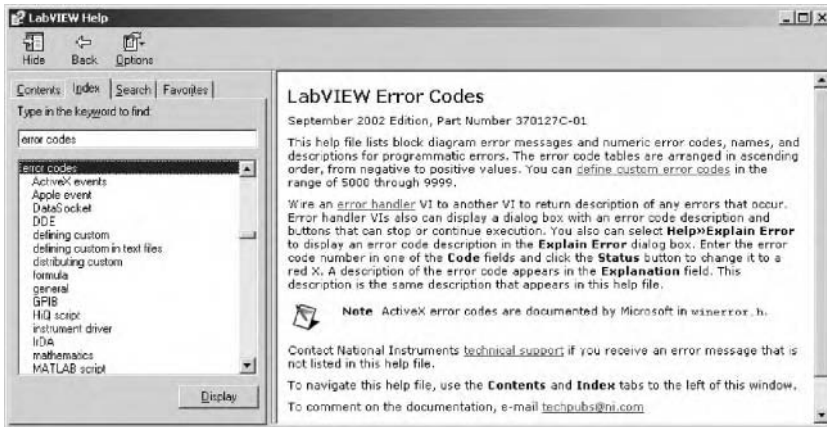 LabVIEW Help
Hide Back Options
Contents Index Search Favorites
Type in the keyword to find:
error codes
error codes
ActiveX events
Apple event
DataSocket
DDE
defining custom
defining custom in text files
distributing custom
formula
general
GPIB
HiQ script
instrument driver
IrDA
mathematics
MATLAB script
Display
LabVIEW Error Codes
September 2002 Edition, Part Number 370127C-01
This help file lists block diagram error messages and numeric error codes, names, and
descriptions for programmatic errors. The error code tables are arranged in ascending
order, from negative to positive values. You can define custom error codes in the
range of 5000 through 9999.
Wire an error handler VI to another VI to return description of any errors that occur.
Error handler VIs also can display a dialog box with an error code description and
buttons that can stop or continue execution. You also can select Help»Explain Error
to display an error code description in the Explain Error dialog box. Enter the error
code number in one of the Code fields and click the Status button to change it to a
red X. A description of the error code appears in the Explanation field. This
description is the same description that appears in this help file.
Note ActiveX error codes are documented by Microsoft in winerror.h.
Contact National Instruments technical support if you receive an error message that is
not listed in this help file.
To navigate this help file, use the Contents and Index tabs to the left of this window.
To comment on the documentation, e-mail techpubs@ni.com